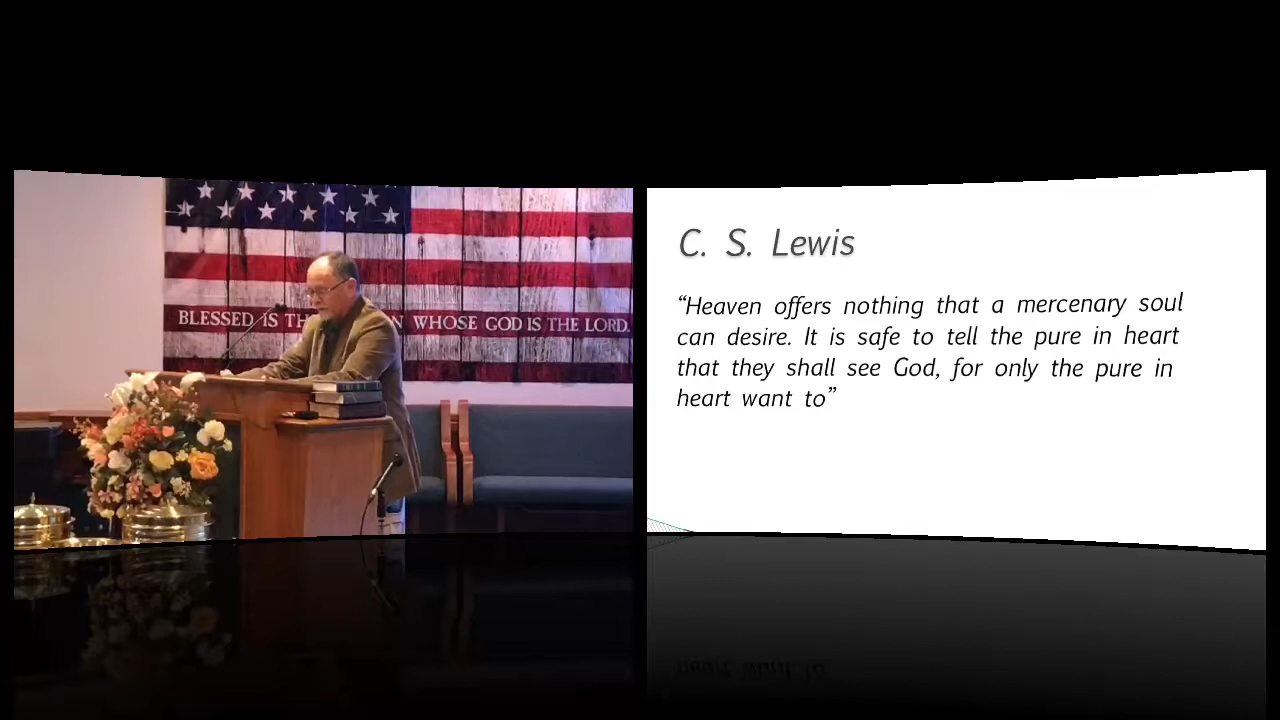 BLESSED IS WHOSE GOD IS THE LORD.
C. S. Lewis
“Heaven offers nothing that a mercenary soul
can desire. It is safe to tell the pure in heart
that they shall see God, for only the pure in
heart want to”